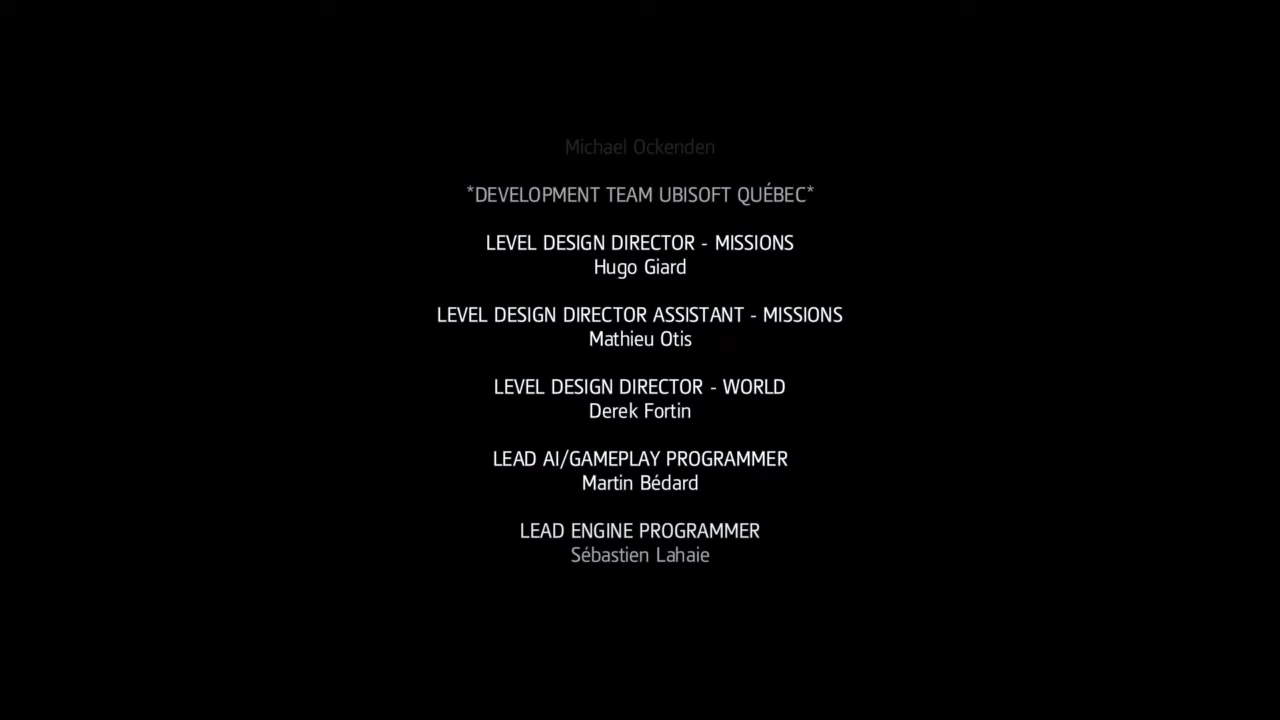 Michael Ockenden
*DEVELOPMENT TEAM UBISOFT QUÉBEC*
LEVEL DESIGN DIRECTOR - MISSIONS
Hugo Giard
LEVEL DESIGN DIRECTOR ASSISTANT - MISSIONS
Mathieu Otis
LEVEL DESIGN DIRECTOR - WORLD
Derek Fortin
LEAD AI/GAMEPLAY PROGRAMMER
Martin Bédard
LEAD ENGINE PROGRAMMER
Sébastien Lahaie